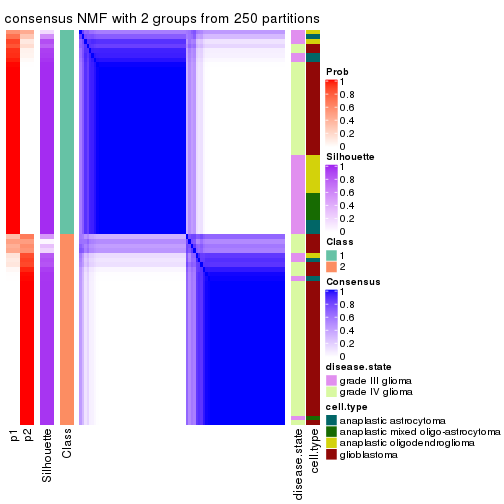 consensus NMF with 2 groups from 250 partitions
Prob
1
0.8
0.6
0.4
0.2
0
Silhouette
1
0.8
0.6
0.4
0.2
0
Class
1
2
Consensus
1
0.8
0.6
0.4
0.2
0
disease.state
grade III glioma
grade IV glioma
cell.type
anaplastic astrocytoma
anaplastic mixed oligo-astrocytoma
anaplastic oligodendroglioma
glioblastoma
p1
p2
Silhouette
Class
disease.state
cell.type